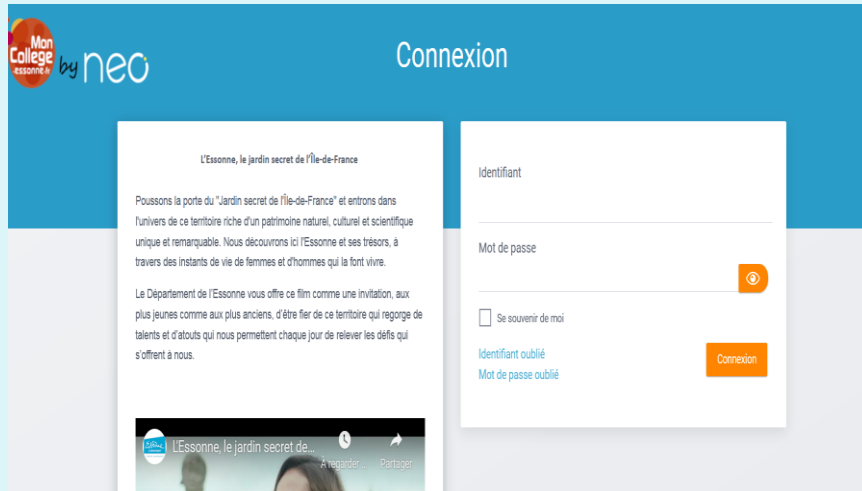 Mon
Collège
-essonne.fr
by neo
Connexion
L'Essonne, le jardin secret de l'Île-de-France
Poussons la porte du "Jardin secret de l'Île-de-France" et entrons dans
l'univers de ce territoire riche d'un patrimoine naturel, culturel et scientifique
unique et remarquable. Nous découvrons ici l'Essonne et ses trésors, à
travers des instants de vie de femmes et d'hommes qui la font vivre.
Le Département de l'Essonne vous offre ce film comme une invitation, aux
plus jeunes comme aux plus anciens, d'être fier de ce territoire qui regorge de
talents et d'atouts qui nous permettent chaque jour de relever les défis qui
s'offrent à nous.
L'Essonne, le jardin secret de...
À regarder ...
Partager
Identifiant
Mot de passe
Se souvenir de moi
Identifiant oublié
Mot de passe oublié
Connexion